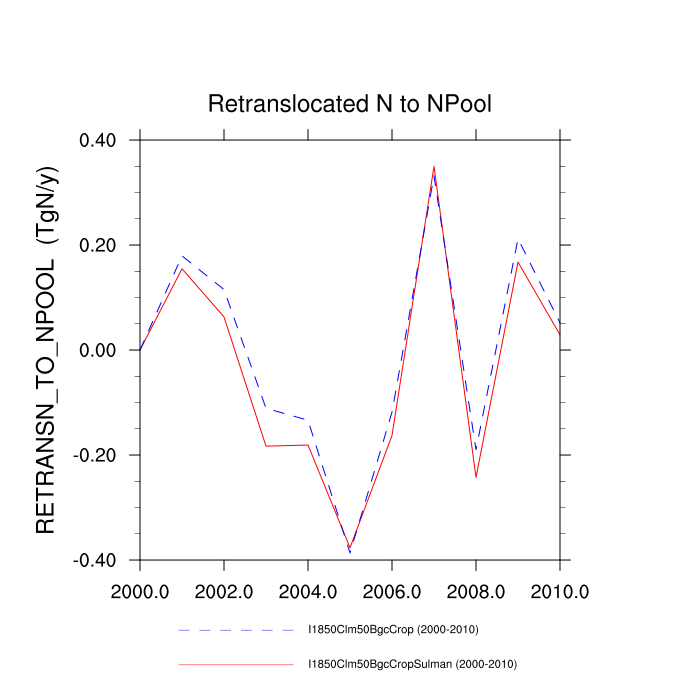 Retranslocated N to NPool
RETRANSN_TO_NPOOL (TgN/y)
0.40
0.20
0.00
-0.20
-0.40
2000.0 2002.0 2004.0 2006.0 2008.0 2010.0
I1850Clm50BgcCrop (2000-2010)
I1850Clm50BgcCropSulman (2000-2010)